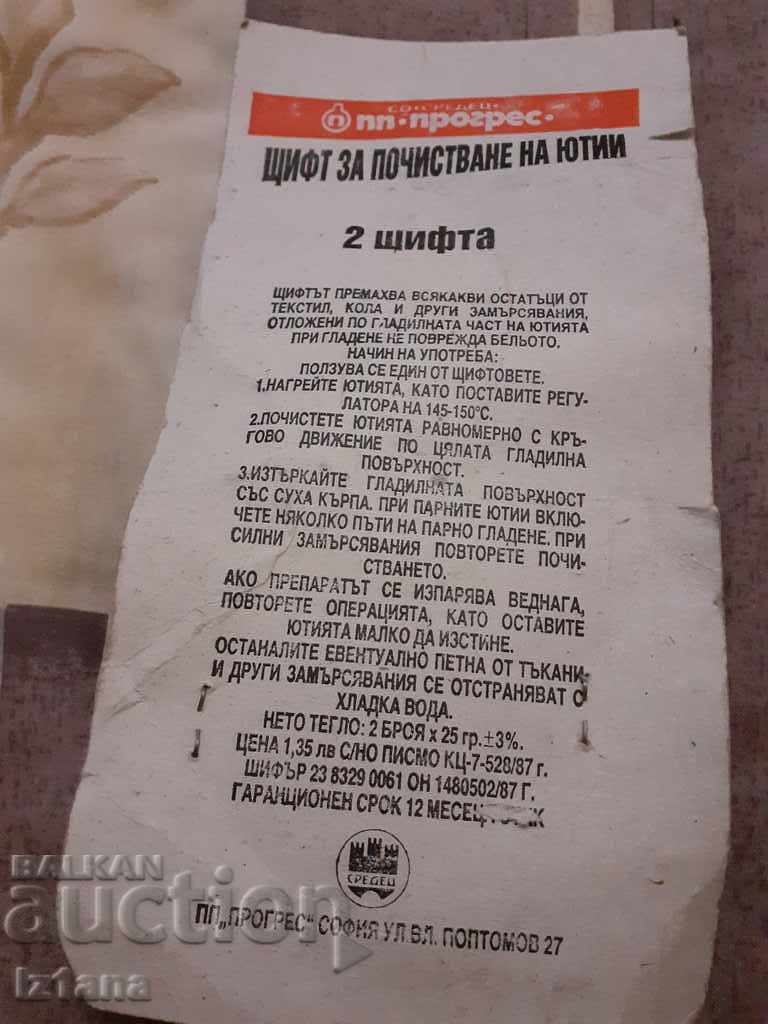 СО•СРЕДЕЦ•
пп•прогрес•
ЩИФТ ЗА ПОЧИСТВАНЕ НА ЮТИИ
2 щифта
ЩИФТЪТ ПРЕМАХВА ВСЯКАКВИ ОСТАТЪЦИ ОТ
ТЕКСТИЛ, КОЛА И ДРУГИ ЗАМЪРСЯВАНИЯ,
ОТЛОЖЕНИ ПО ГЛАДИЛНАТА ЧАСТ НА ЮТИЯТА
ПРИ ГЛАДЕНЕ НЕ ПОВРЕЖДА БЕЛЬОТО.
НАЧИН НА УПОТРЕБА:
ПОЛЗУВА СЕ ЕДИН ОТ ЩИФТОВЕТЕ.
1.НАГРЕЙТЕ ЮТИЯТА, КАТО ПОСТАВИТЕ РЕГУ-
ЛАТОРА НА 145-150°С.
2.ПОЧИСТЕТЕ ЮТИЯТА РАВНОМЕРНО С КРЪ-
ГОВО ДВИЖЕНИЕ ПО ЦЯЛАТА ГЛАДИЛНА
ПОВЪРХНОСТ.
3.ИЗТЪРКАЙТЕ ГЛАДИЛНАТА ПОВЪРХНОСТ
СЪС СУХА КЪРПА. ПРИ ПАРНИТЕ ЮТИИ ВКЛЮ-
ЧЕТЕ НЯКОЛКО ПЪТИ НА ПАРНО ГЛАДЕНЕ. ПРИ
СИЛНИ ЗАМЪРСЯВАНИЯ ПОВТОРЕТЕ ПОЧИ-
СТВАНЕТО.
АКО ПРЕПАРАТЪТ СЕ ИЗПАРЯВА ВЕДНАГА,
ПОВТОРЕТЕ ОПЕРАЦИЯТА, КАТО ОСТАВИТЕ
ЮТИЯТА МАЛКО ДА ИЗСТИНЕ.
ОСТАНАЛИТЕ ЕВЕНТУАЛНО ПЕТНА ОТ ТЪКАНИ
И ДРУГИ ЗАМЪРСЯВАНИЯ СЕ ОТСТРАНЯВАТ С
ХЛАДКА ВОДА.
НЕТО ТЕГЛО: 2 БРОЯ х 25 гр.±3%.
ЦЕНА 1,35 лв С/НО ПИСМО КЦ-7-528/87 г.
ШИФЪР 23 8329 0061 ОН 1480502/87 Г.
ГАРАНЦИОНЕН СРОК 12
СРЕДЕЦ
ПП„ПРОГРЕС“ СОФИЯ УЛ.ВЛ. ПОПТОМОВ 27
BALKAN
auction
Iz1ana